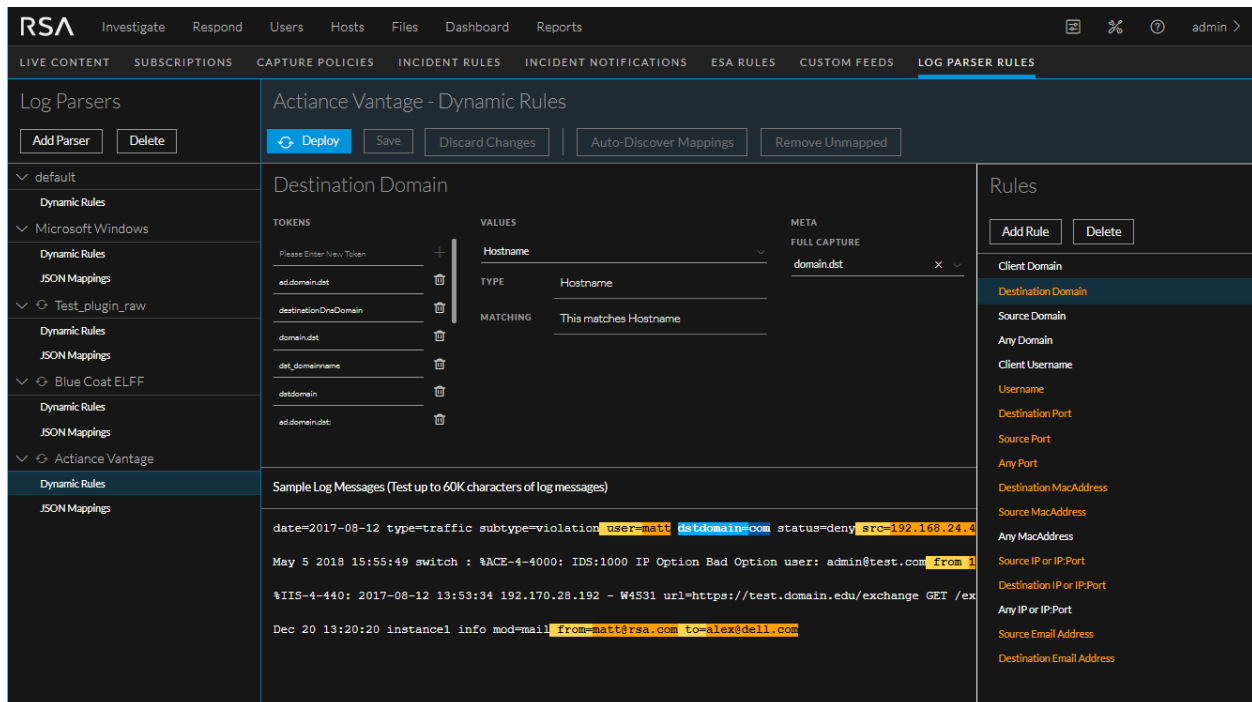 RSA Investigate Respond Users Hosts Files Dashboard Reports admin >
LIVE CONTENT SUBSCRIPTIONS CAPTURE POLICIES INCIDENT RULES INCIDENT NOTIFICATIONS ESA RULES CUSTOM FEEDS LOG PARSER RULES
Log Parsers
Add Parser Delete
default
Dynamic Rules
Microsoft Windows
Dynamic Rules
JSON Mappings
Test_plugin_raw
Dynamic Rules
JSON Mappings
Blue Coat ELFF
Dynamic Rules
JSON Mappings
Actiance Vantage
Dynamic Rules
JSON Mappings
Actiance Vantage - Dynamic Rules
Deploy Save Discard Changes Auto-Discover Mappings Remove Unmapped
Destination Domain
TOKENS
Please Enter New Token
ad.domain.dst
destinationDnsDomain
domain.dst
dst_domainname
dstdomain
ad.domain.dst:
VALUES
Hostname
TYPE Hostname
MATCHING This matches Hostname
META
FULL CAPTURE
domain.dst
Sample Log Messages (Test up to 60K characters of log messages)
date=2017-08-12 type=traffic subtype=violation user=matt dstdomain=com status=deny src=192.168.24.4
May 5 2018 15:55:49 switch : %ACE-4-4000: IDS:1000 IP Option Bad Option user: admin@test.com from 1
%IIS-4-440: 2017-08-12 13:53:34 192.170.28.192 - W4S31 url=https://test.domain.edu/exchange GET /ex
Dec 20 13:20:20 instance1 info mod=mail from=matt@rsa.com to=alex@dell.com
Rules
Add Rule Delete
Client Domain
Destination Domain
Source Domain
Any Domain
Client Username
Username
Destination Port
Source Port
Any Port
Destination MacAddress
Source MacAddress
Any MacAddress
Source IP or IP:Port
Destination IP or IP:Port
Any IP or IP:Port
Source Email Address
Destination Email Address